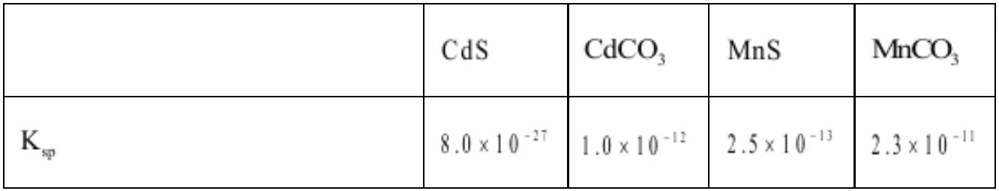 CdS CdCO₃ MnS MnCO₃
K_sp 8.0 × 10⁻²⁷ 1.0 × 10⁻¹² 2.5 × 10⁻¹³ 2.3 × 10⁻¹¹